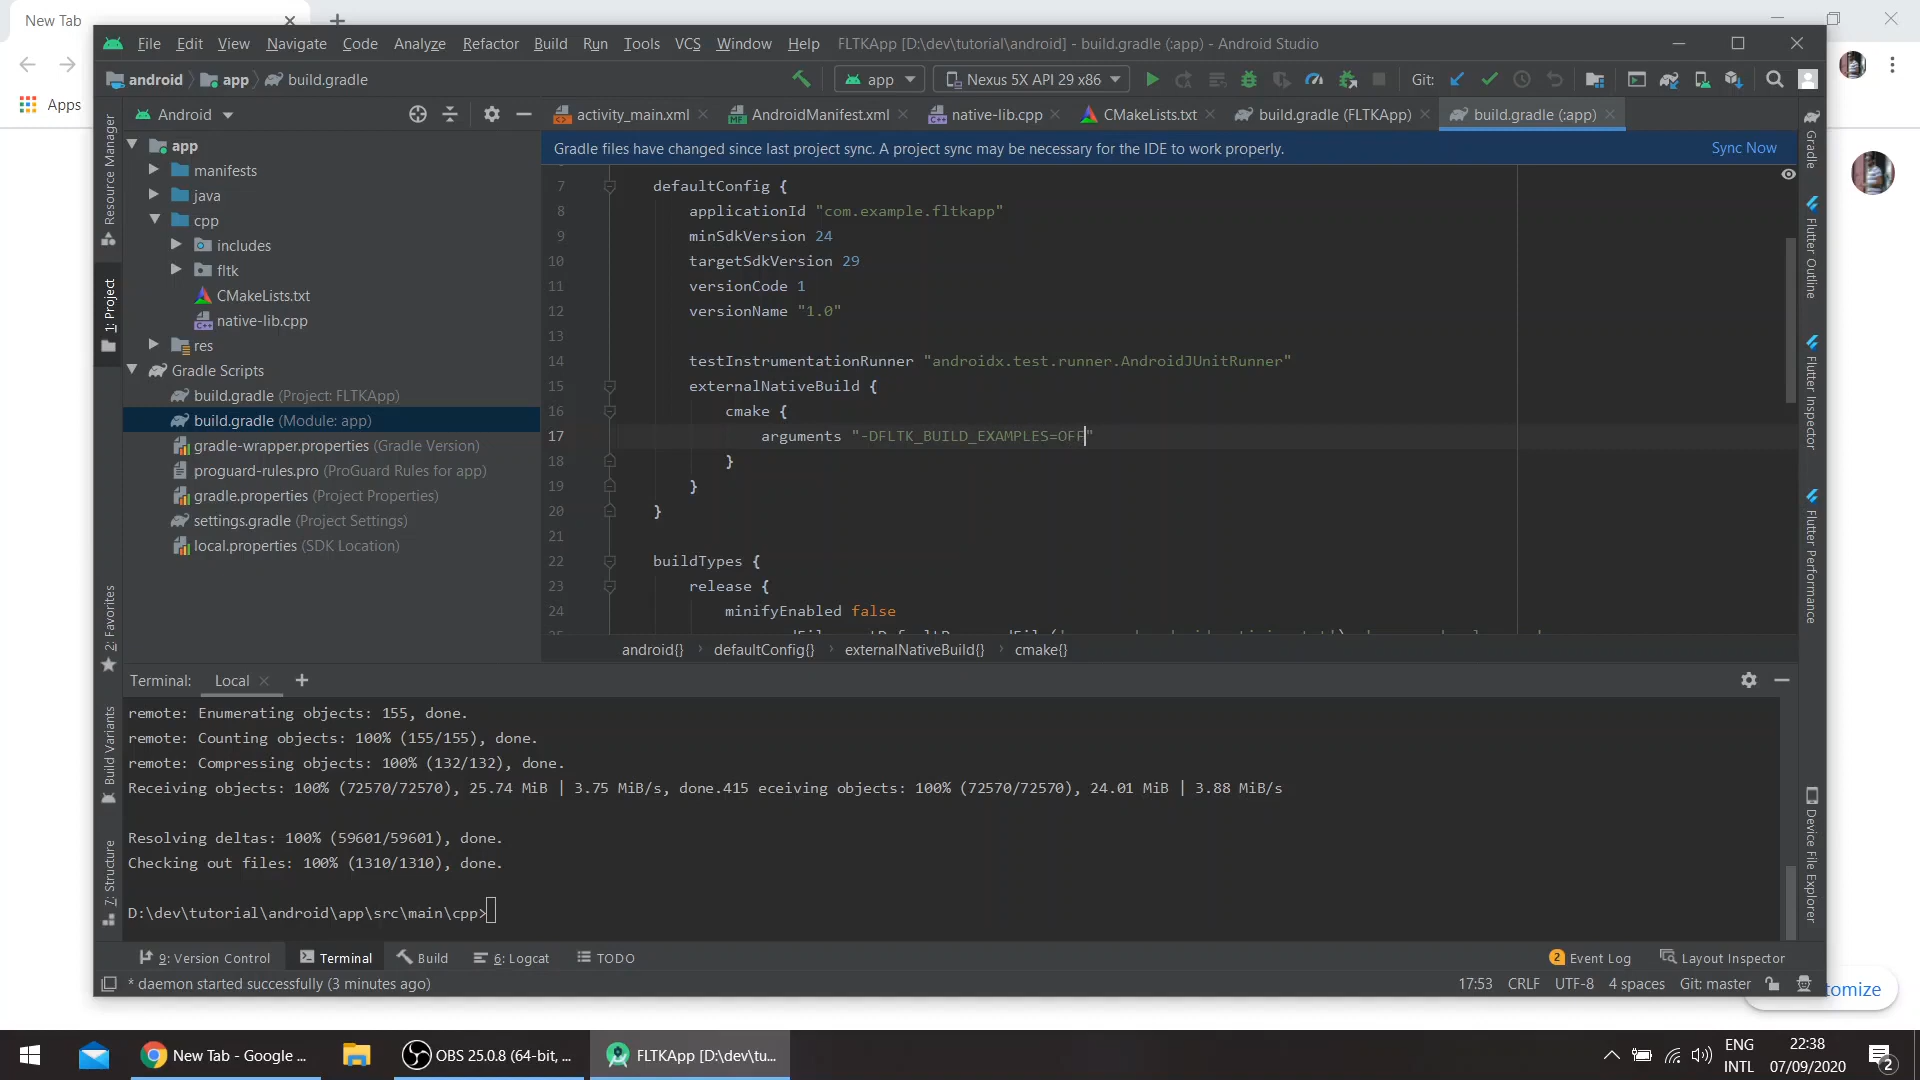 New Tab
File Edit View Navigate Code Analyze Refactor Build Run Tools VCS Window Help FLTKApp [D:\dev\tutorial\android] - build.gradle (:app) - Android Studio
android app build.gradle app Nexus 5X API 29 x86 Git:
Apps
Android activity_main.xml AndroidManifest.xml native-lib.cpp CMakeLists.txt build.gradle (FLTKApp) build.gradle (:app)
Gradle files have changed since last project sync. A project sync may be necessary for the IDE to work properly. Sync Now
app
manifests
java
cpp
includes
fltk
CMakeLists.txt
native-lib.cpp
res
Gradle Scripts
build.gradle (Project: FLTKApp)
build.gradle (Module: app)
gradle-wrapper.properties (Gradle Version)
proguard-rules.pro (ProGuard Rules for app)
gradle.properties (Project Properties)
settings.gradle (Project Settings)
local.properties (SDK Location)
7 defaultConfig {
8 applicationId "com.example.fltkapp"
9 minSdkVersion 24
10 targetSdkVersion 29
11 versionCode 1
12 versionName "1.0"
13
14 testInstrumentationRunner "androidx.test.runner.AndroidJUnitRunner"
15 externalNativeBuild {
16 cmake {
17 arguments "-DFLTK_BUILD_EXAMPLES=OFF"
18 }
19 }
20 }
21
22 buildTypes {
23 release {
24 minifyEnabled false
android{} › defaultConfig{} › externalNativeBuild{} › cmake{}
Resource Manager
1: Project
2: Favorites
Build Variants
7: Structure
Gradle
Flutter Outline
Flutter Inspector
Flutter Performance
Device File Explorer
Terminal: Local
remote: Enumerating objects: 155, done.
remote: Counting objects: 100% (155/155), done.
remote: Compressing objects: 100% (132/132), done.
Receiving objects: 100% (72570/72570), 25.74 MiB | 3.75 MiB/s, done.415 eceiving objects: 100% (72570/72570), 24.01 MiB | 3.88 MiB/s
Resolving deltas: 100% (59601/59601), done.
Checking out files: 100% (1310/1310), done.
D:\dev\tutorial\android\app\src\main\cpp>
9: Version Control Terminal Build 6: Logcat TODO 2 Event Log Layout Inspector
* daemon started successfully (3 minutes ago) 17:53 CRLF UTF-8 4 spaces Git: master
tomize
New Tab - Google ... OBS 25.0.8 (64-bit, ... FLTKApp [D:\dev\tu... ENG 22:38
INTL 07/09/2020 2